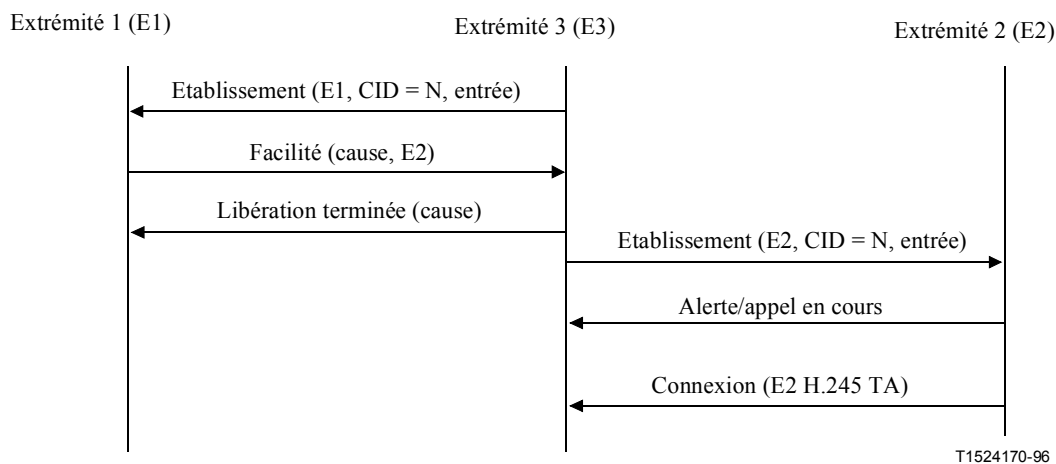 Extrémité 1 (E1)
Extrémité 3 (E3)
Extrémité 2 (E2)
Etablissement (E1, CID = N, entrée)
Facilité (cause, E2)
Libération terminée (cause)
Etablissement (E2, CID = N, entrée)
Alerte/appel en cours
Connexion (E2 H.245 TA)
T1524170-96